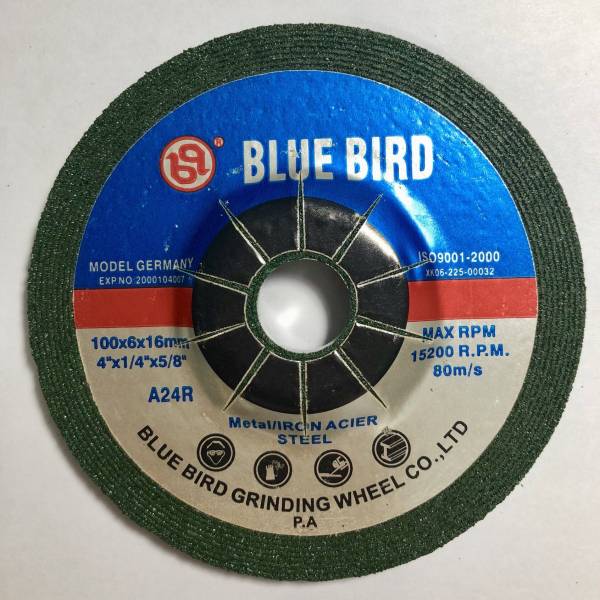 BLUE BIRD
®
MODEL GERMANY
EXP.NO:2000104007
ISO9001-2000
XK06-225-00032
100x6x16mm
4"x1/4"x5/8"
MAX RPM
15200 R.P.M.
80m/s
A24R
Metal/IRON ACIER
STEEL
BLUE BIRD GRINDING WHEEL CO.,LTD
P.A